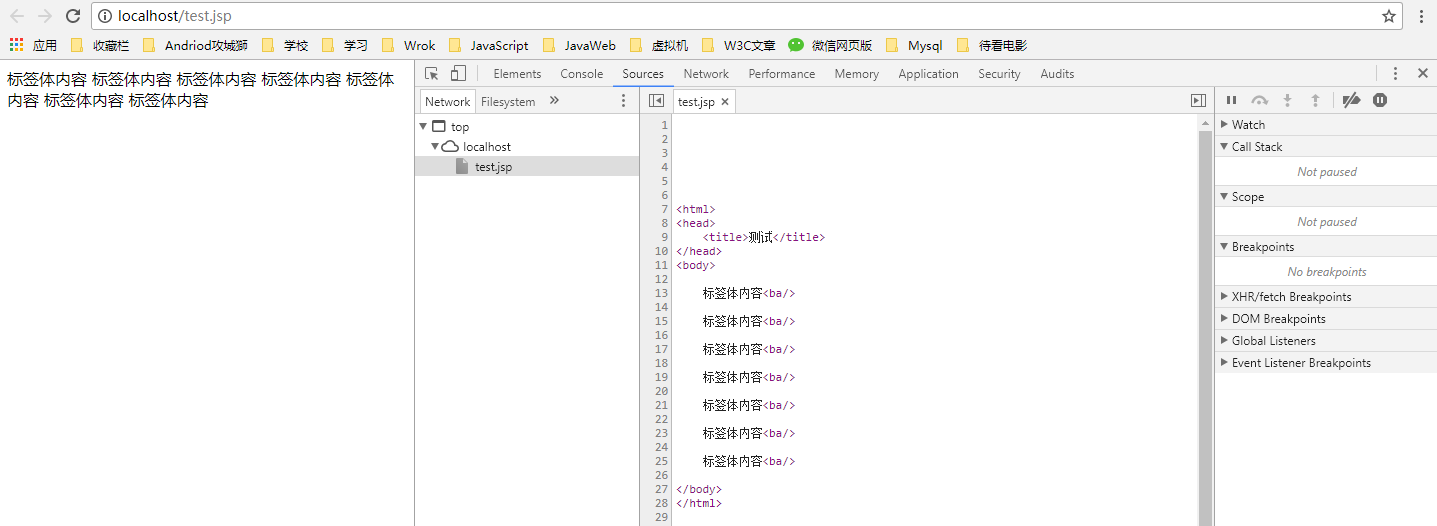 localhost/test.jsp
应用 收藏栏 Andriod攻城狮 学校 学习 Wrok JavaScript JavaWeb 虚拟机 W3C文章 微信网页版 Mysql 待看电影
标签体内容 标签体内容 标签体内容 标签体内容 标签体
内容 标签体内容 标签体内容
Elements Console Sources Network Performance Memory Application Security Audits
Network Filesystem »
top
localhost
test.jsp
test.jsp ×
1
2
3
4
5
6
7 <html>
8 <head>
9 <title>测试</title>
10 </head>
11 <body>
12
13 标签体内容<ba/>
14
15 标签体内容<ba/>
16
17 标签体内容<ba/>
18
19 标签体内容<ba/>
20
21 标签体内容<ba/>
22
23 标签体内容<ba/>
24
25 标签体内容<ba/>
26
27 </body>
28 </html>
29
Watch
Call Stack
Not paused
Scope
Not paused
Breakpoints
No breakpoints
XHR/fetch Breakpoints
DOM Breakpoints
Global Listeners
Event Listener Breakpoints